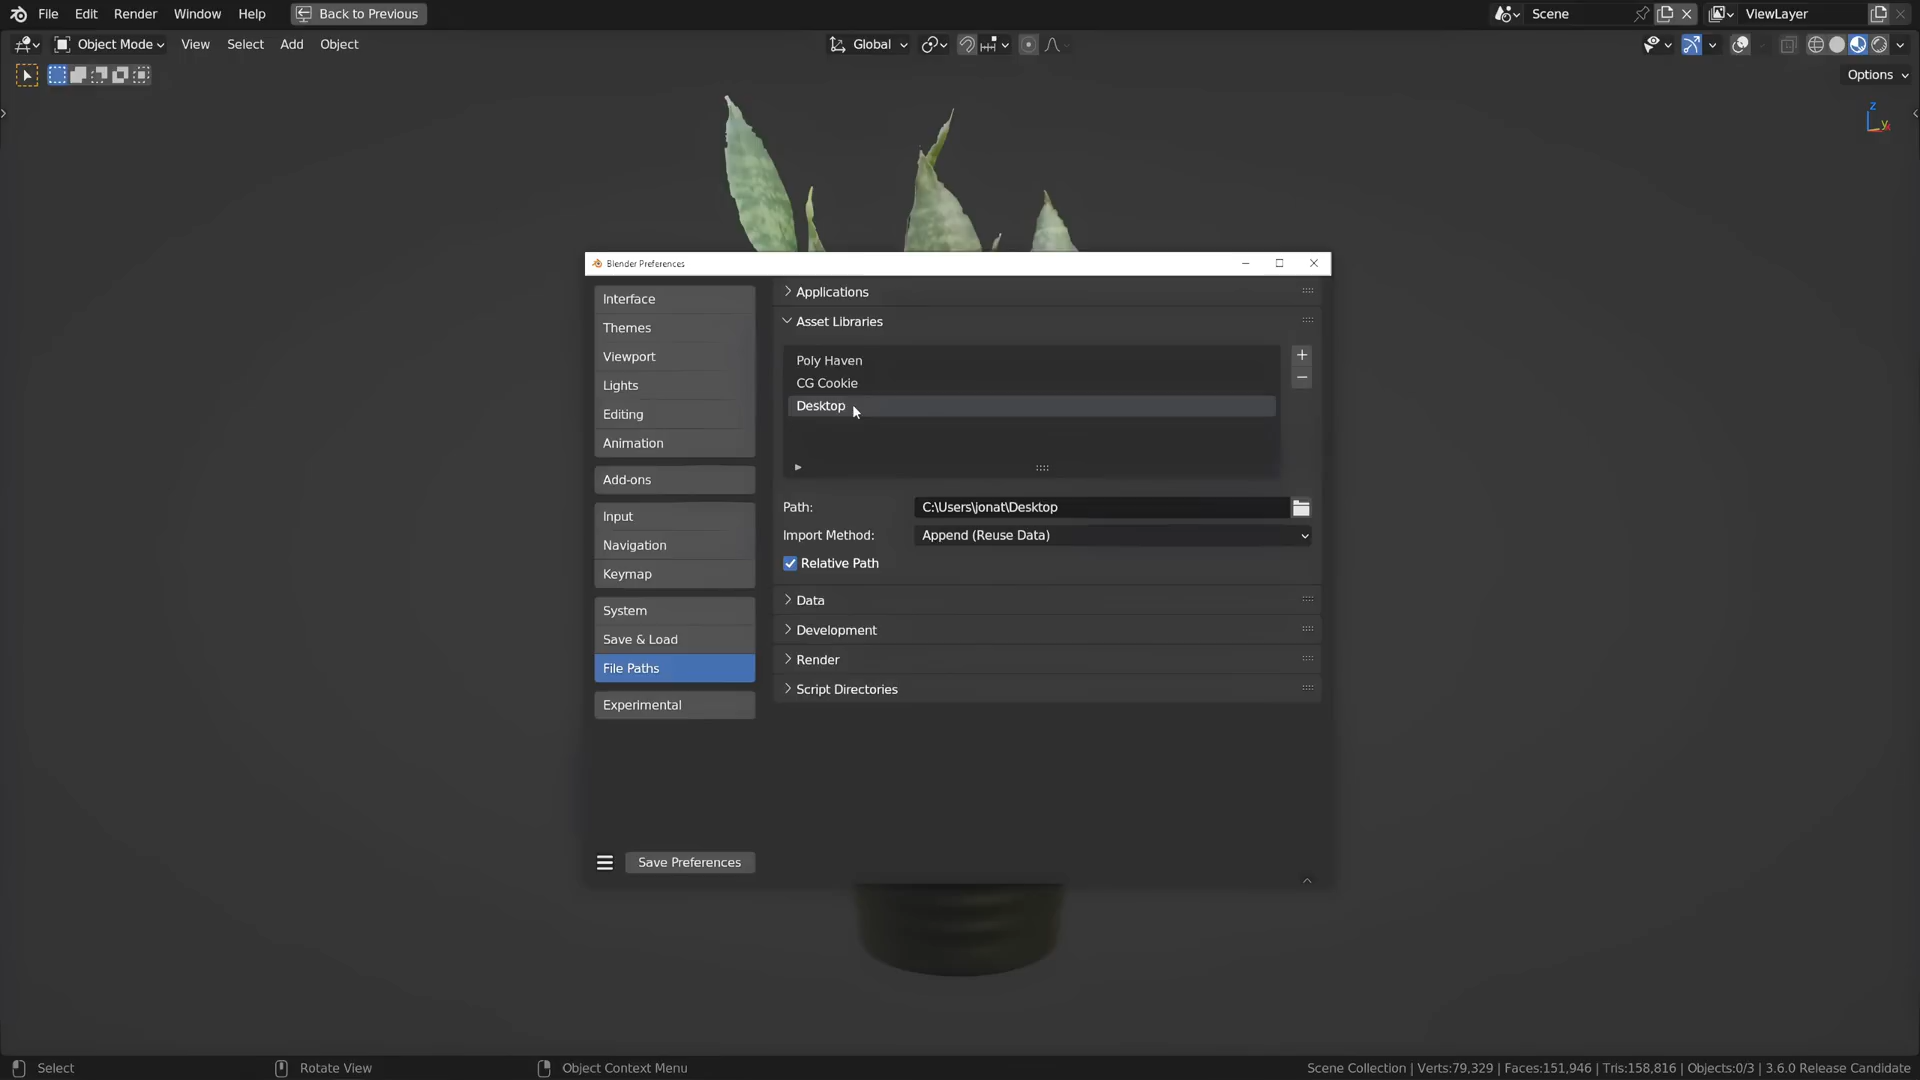 File Edit Render Window Help Back to Previous Scene ViewLayer
Object Mode View Select Add Object Global
Options
Z
Y
Blender Preferences
Interface
Themes
Viewport
Lights
Editing
Animation
Add-ons
Input
Navigation
Keymap
System
Save & Load
File Paths
Experimental
Save Preferences
Applications
Asset Libraries
Poly Haven
CG Cookie
Desktop
Path: C:\Users\jonat\Desktop
Import Method: Append (Reuse Data)
Relative Path
Data
Development
Render
Script Directories
Select Rotate View Object Context Menu Scene Collection | Verts:79,329 | Faces:151,946 | Tris:158,816 | Objects:0/3 | 3.6.0 Release Candidate